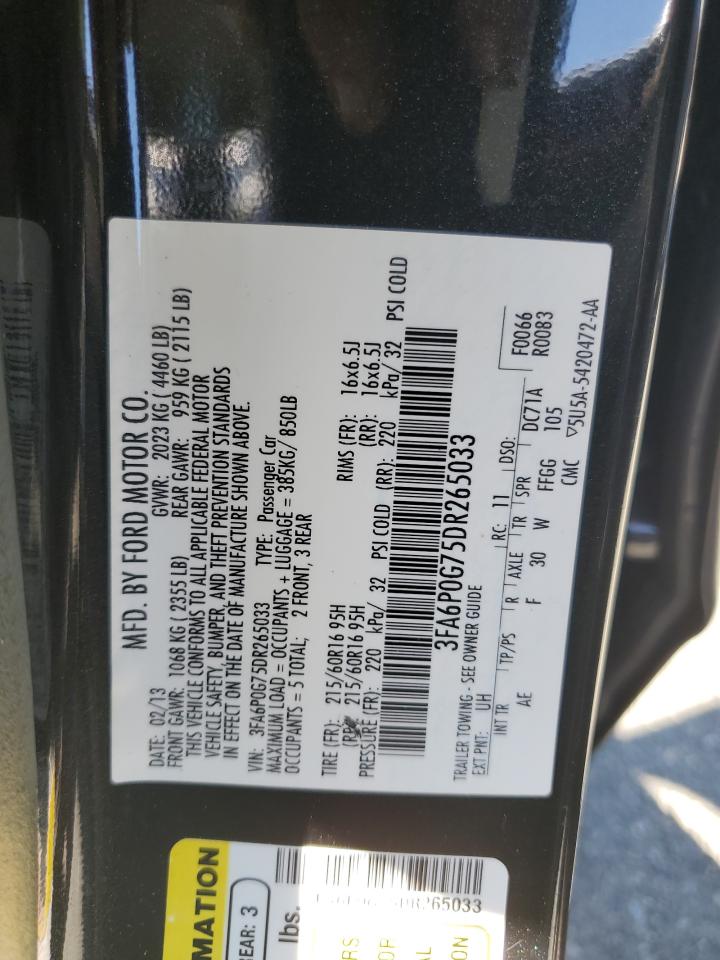 MFD. BY FORD MOTOR CO.
DATE: 02/13 GVWR: 2023 KG ( 4460 LB)
FRONT GAWR: 1068 KG ( 2355 LB) REAR GAWR: 959 KG ( 2115 LB)
THIS VEHICLE CONFORMS TO ALL APPLICABLE FEDERAL MOTOR
VEHICLE SAFETY, BUMPER, AND THEFT PREVENTION STANDARDS
IN EFFECT ON THE DATE OF MANUFACTURE SHOWN ABOVE.
VIN: 3FA6P0G75DR265033 TYPE: Passenger Car
MAXIMUM LOAD = OCCUPANTS + LUGGAGE = 385KG/ 850LB
OCCUPANTS = 5 TOTAL; 2 FRONT, 3 REAR
TIRE (FR): 215/60R16 95H RIMS (FR): 16x6.5J
(RR): 215/60R16 95H (RR): 16x6.5J
PRESSURE (FR): 220 kPa/ 32 PSI COLD (RR): 220 kPa/ 32 PSI COLD
3FA6P0G75DR265033
TRAILER TOWING - SEE OWNER GUIDE
EXT PNT: UH RC: 11 DSO: F0066
INT TR TP/PS R AXLE TR SPR DC71A R0083
AE F 30 W FFGG 105
CMC ▽5U5A-5420472-AA
MATION
REAR: 3
lbs.
265033